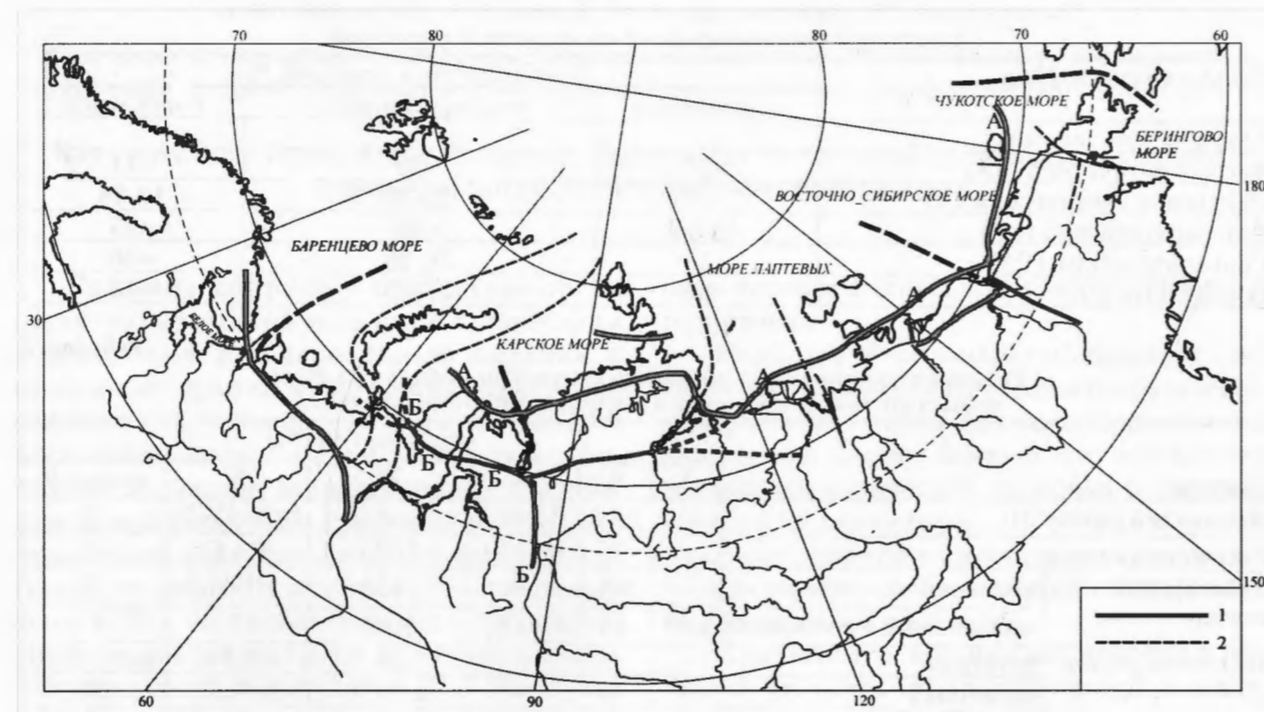 70
80
80
70
60
ЧУКОТСКОЕ МОРЕ
А
БЕРИНГОВО
МОРЕ
180
ВОСТОЧНО_СИБИРСКОЕ МОРЕ
БАРЕНЦЕВО МОРЕ
МОРЕ ЛАПТЕВЫХ
А
30
КАРСКОЕ МОРЕ
А
А
Б
Б
Б
Б
150
1
2
60
90
120